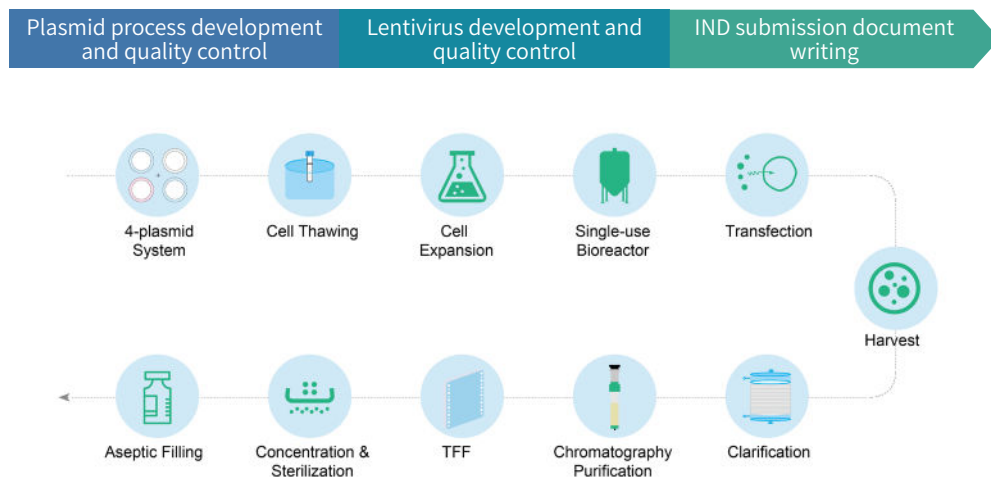 Plasmid process development
and quality control
Lentivirus development and
quality control
IND submission document
writing
4-plasmid
System
Cell Thawing
Cell
Expansion
Single-use
Bioreactor
Transfection
Harvest
Aseptic Filling
Concentration &
Sterilization
TFF
Chromatography
Purification
Clarification